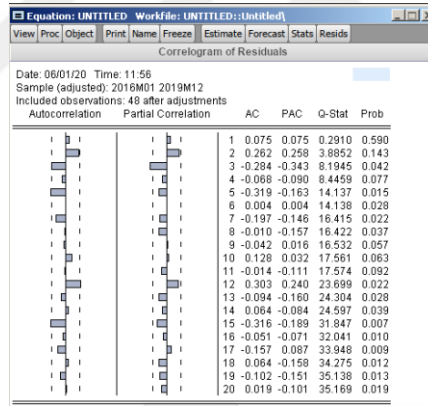 Equation: UNTITLED Workfile: UNTITLED::Untitled\
View Proc Object Print Name Freeze Estimate Forecast Stats Resids
Correlogram of Residuals
Date: 06/01/20 Time: 11:56
Sample (adjusted): 2016M01 2019M12
Included observations: 48 after adjustments
Autocorrelation Partial Correlation AC PAC Q-Stat Prob
1 0.075 0.075 0.2910 0.590
2 0.262 0.258 3.8852 0.143
3 -0.284 -0.343 8.1945 0.042
4 -0.068 -0.090 8.4459 0.077
5 -0.319 -0.163 14.137 0.015
6 0.004 0.004 14.138 0.028
7 -0.197 -0.146 16.415 0.022
8 -0.010 -0.157 16.422 0.037
9 -0.042 0.016 16.532 0.057
10 0.128 0.032 17.561 0.063
11 -0.014 -0.111 17.574 0.092
12 0.303 0.240 23.699 0.022
13 -0.094 -0.160 24.304 0.028
14 0.064 -0.084 24.597 0.039
15 -0.316 -0.189 31.847 0.007
16 -0.051 -0.071 32.041 0.010
17 -0.157 0.087 33.948 0.009
18 0.064 -0.158 34.275 0.012
19 -0.102 -0.151 35.138 0.013
20 0.019 -0.101 35.169 0.019